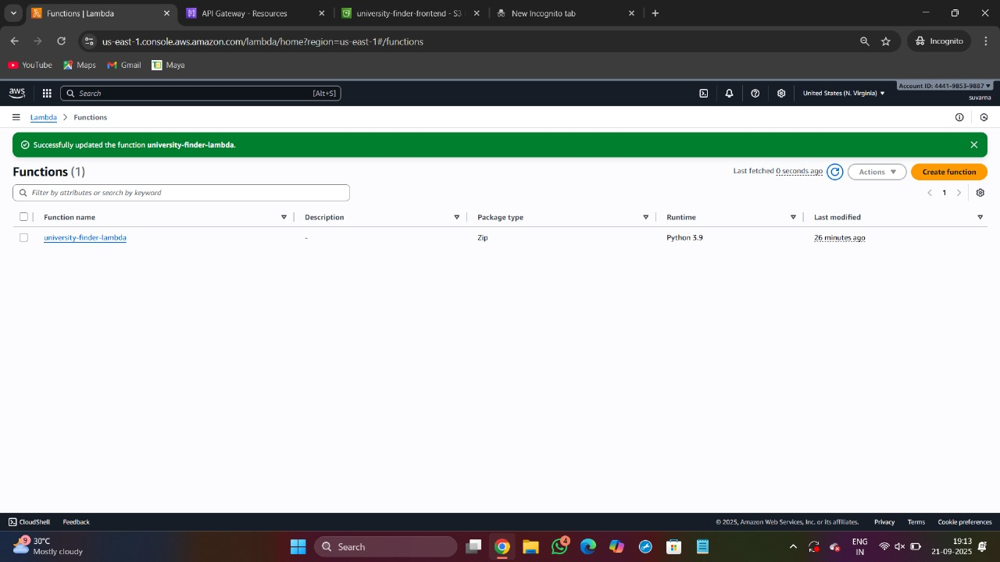 Functions | Lambda
API Gateway - Resources
university-finder-frontend - S3
New Incognito tab
us-east-1.console.aws.amazon.com/lambda/home?region=us-east-1#/functions
Incognito
YouTube
Maps
Gmail
Maya
aws
Search
[Alt+S]
United States (N. Virginia) ▼
Account ID: 4441-9853-9887 ▼
suvarna
Lambda > Functions
Successfully updated the function university-finder-lambda.
Functions (1)
Last fetched 0 seconds ago
Actions ▼
Create function
Filter by attributes or search by keyword
1
Function name
Description
Package type
Runtime
Last modified
university-finder-lambda
-
Zip
Python 3.9
26 minutes ago
CloudShell
Feedback
© 2025, Amazon Web Services, Inc. or its affiliates.
Privacy
Terms
Cookie preferences
9
30°C
Mostly cloudy
Search
4
ENG
IN
19:13
21-09-2025